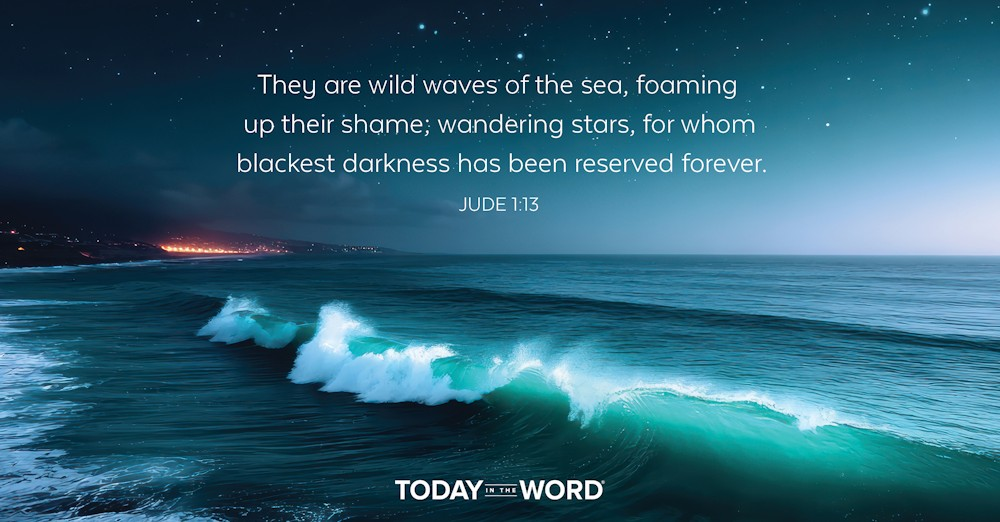 They are wild waves of the sea, foaming
up their shame; wandering stars, for whom
blackest darkness has been reserved forever.
JUDE 1:13
TODAY IN THE WORD®